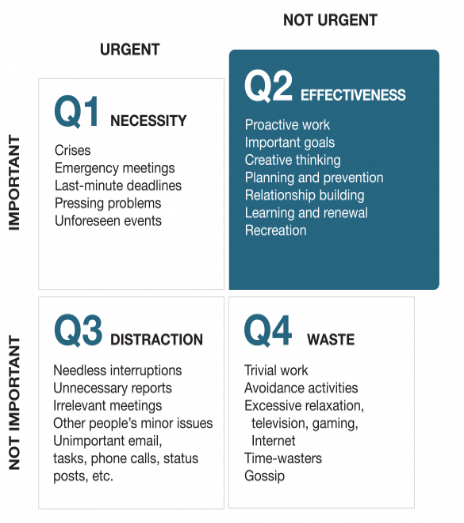 URGENT
NOT URGENT
IMPORTANT
Q1 NECESSITY
Crises
Emergency meetings
Last-minute deadlines
Pressing problems
Unforeseen events
Q2 EFFECTIVENESS
Proactive work
Important goals
Creative thinking
Planning and prevention
Relationship building
Learning and renewal
Recreation
NOT IMPORTANT
Q3 DISTRACTION
Needless interruptions
Unnecessary reports
Irrelevant meetings
Other people’s minor issues
Unimportant email,
tasks, phone calls, status
posts, etc.
Q4 WASTE
Trivial work
Avoidance activities
Excessive relaxation,
television, gaming,
Internet
Time-wasters
Gossip